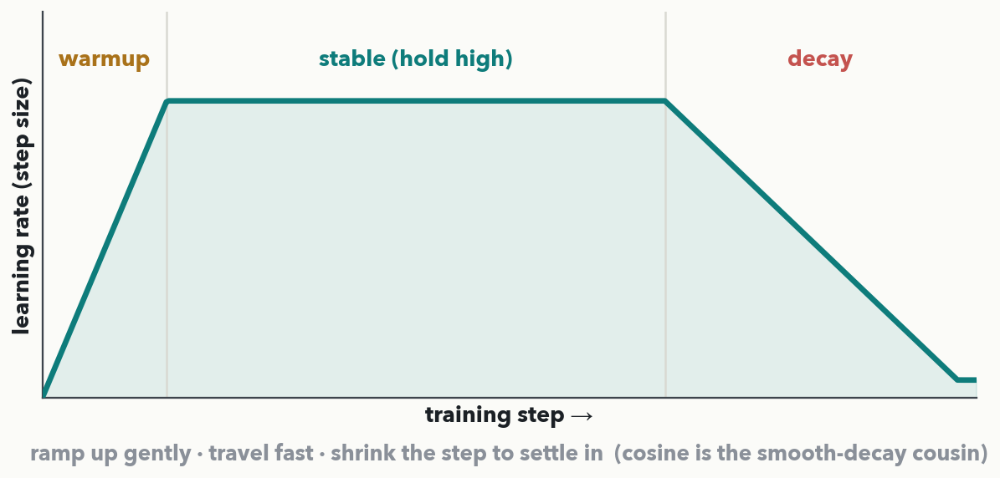 warmup
stable (hold high)
decay
learning rate (step size)
training step →
ramp up gently · travel fast · shrink the step to settle in (cosine is the smooth-decay cousin)